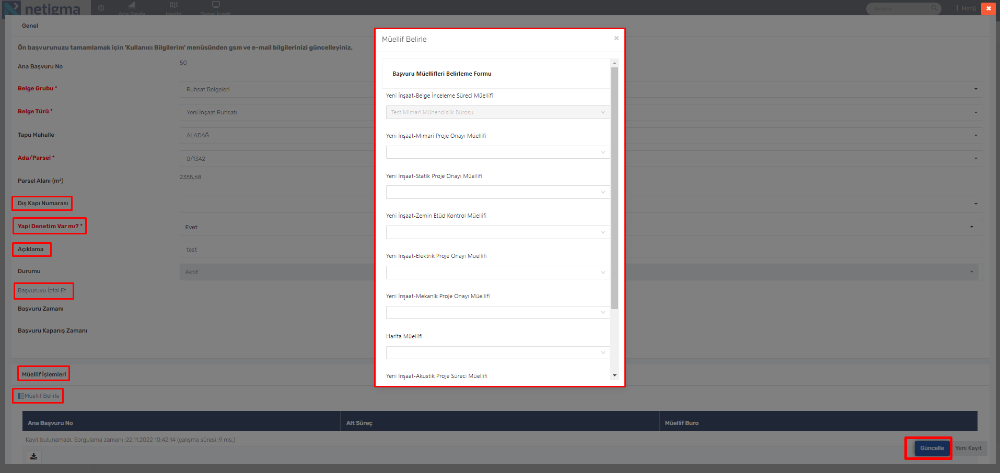 netigma
Ana Sayfa
Harita
Genel İçerik
Arama
Menü
Genel
Ön başvurunuzu tamamlamak için 'Kullanıcı Bilgilerim' menüsünden gsm ve e-mail bilgilerinizi güncelleyiniz.
Ana Başvuru No
50
Belge Grubu *
Ruhsat Belgeleri
Belge Türü *
Yeni İnşaat Ruhsatı
Tapu Mahalle
ALADAĞ
Ada/Parsel *
0/1342
Parsel Alanı (m²)
2355,68
Dış Kapı Numarası
Yapi Denetim Var mı? *
Evet
Açıklama
test
Durumu
Aktif
Başvuruyu İptal Et
Başvuru Zamanı
Başvuru Kapanış Zamanı
Müellif İşlemleri
Müellif Belirle
Ana Başvuru No
Alt Süreç
Müellif Buro
Kayıt bulunamadı. Sorgulama zamanı :22.11.2022 10:42:14 (çalışma süresi :9 ms.)
Güncelle
Yeni Kayıt
Müellif Belirle
Başvuru Müellifleri Belirleme Formu
Yeni İnşaat-Belge İnceleme Süreci Müellifi
Test Mimari Mühendislik Bürosu
Yeni İnşaat-Mimari Proje Onayı Müellifi
Yeni İnşaat-Statik Proje Onayı Müellifi
Yeni İnşaat-Zemin Etüd Kontrol Müellifi
Yeni İnşaat-Elektrik Proje Onayı Müellifi
Yeni İnşaat-Mekanik Proje Onayı Müellifi
Harita Müellifi
Yeni İnşaat-Akustik Proje Süreci Müellifi